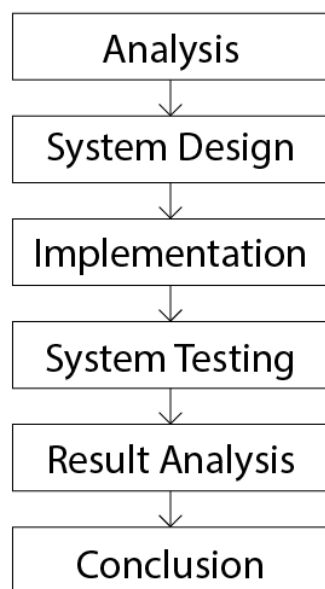 Analysis
System Design
Implementation
System Testing
Result Analysis
Conclusion